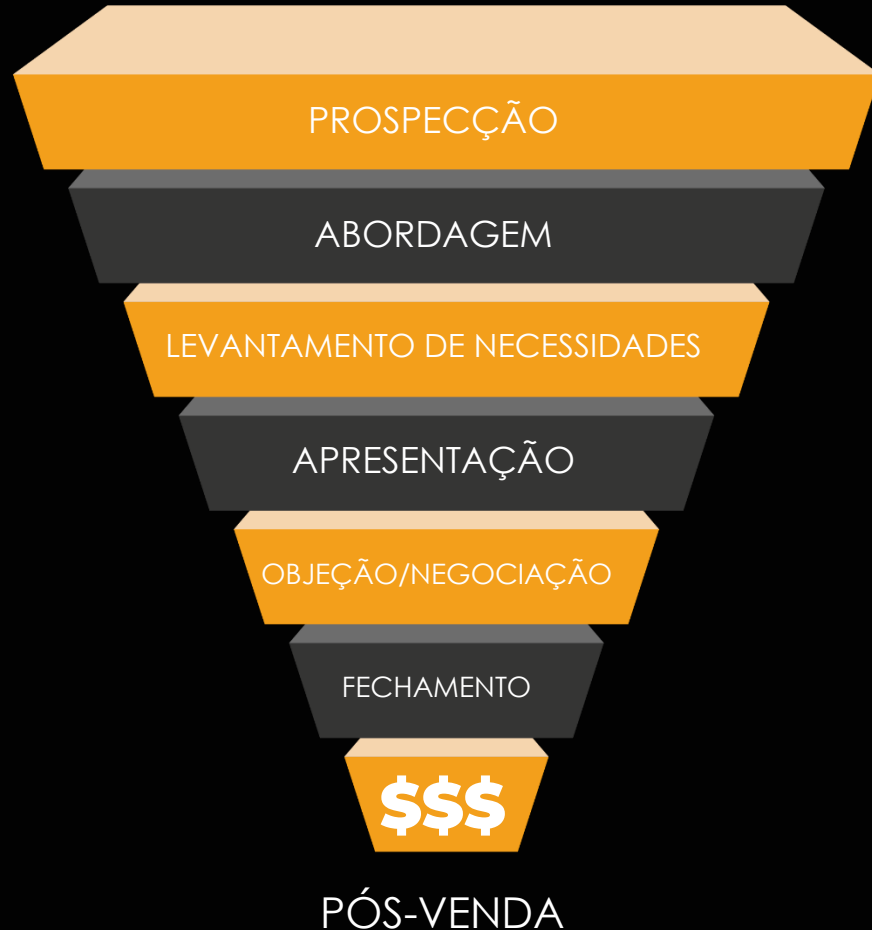 PROSPECÇÃO
ABORDAGEM
LEVANTAMENTO DE NECESSIDADES
APRESENTAÇÃO
OBJEÇÃO/NEGOCIAÇÃO
FECHAMENTO
$$$
PÓS-VENDA